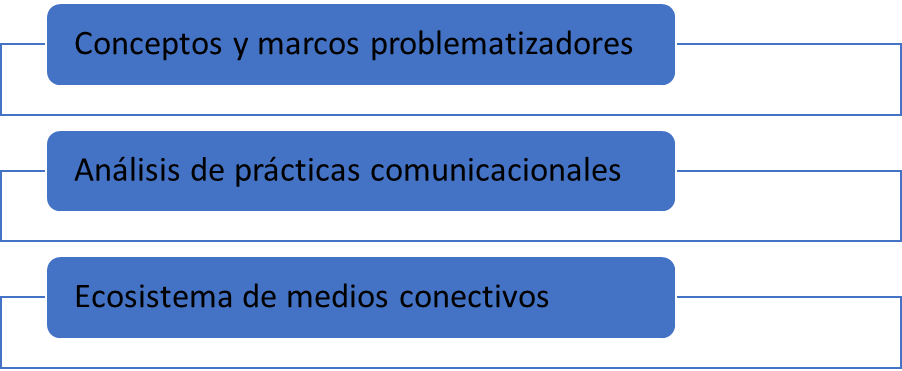 Conceptos y marcos problematizadores
Análisis de prácticas comunicacionales
Ecosistema de medios conectivos